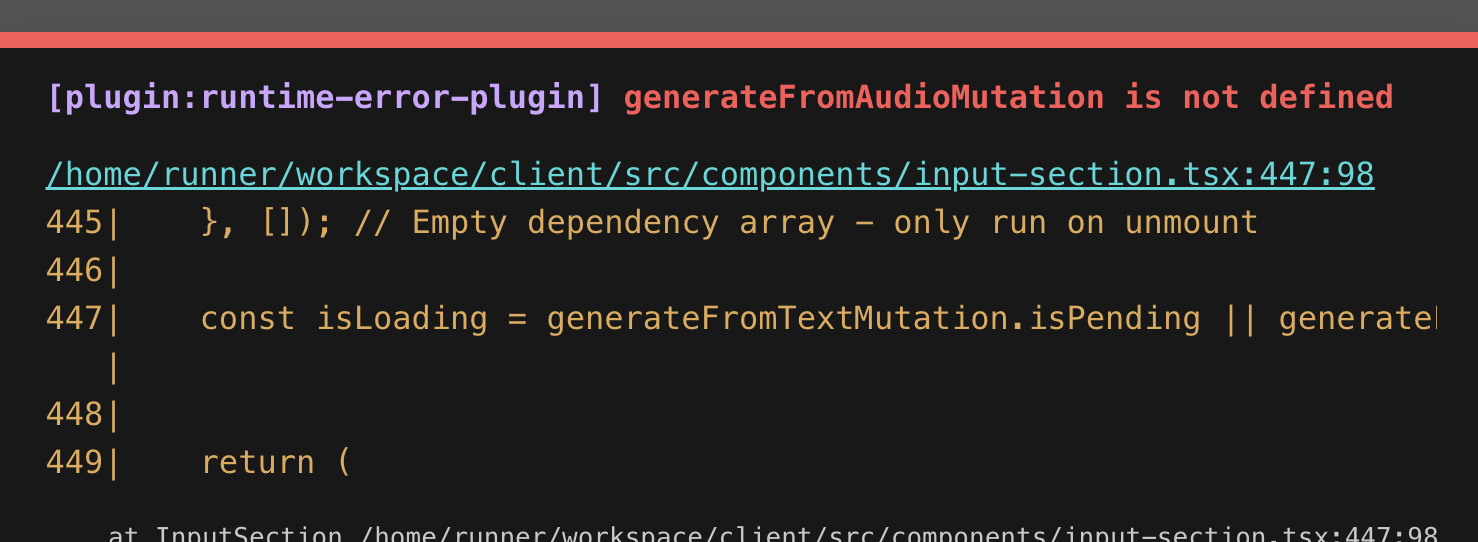 [plugin:runtime-error-plugin] generateFromAudioMutation is not defined
/home/runner/workspace/client/src/components/input-section.tsx:447:98
445|    }, []); // Empty dependency array - only run on unmount
446|
447|    const isLoading = generateFromTextMutation.isPending || generate
   |
448|
449|    return (
at InputSection /home/runner/workspace/client/src/components/input-section.tsx:447:98